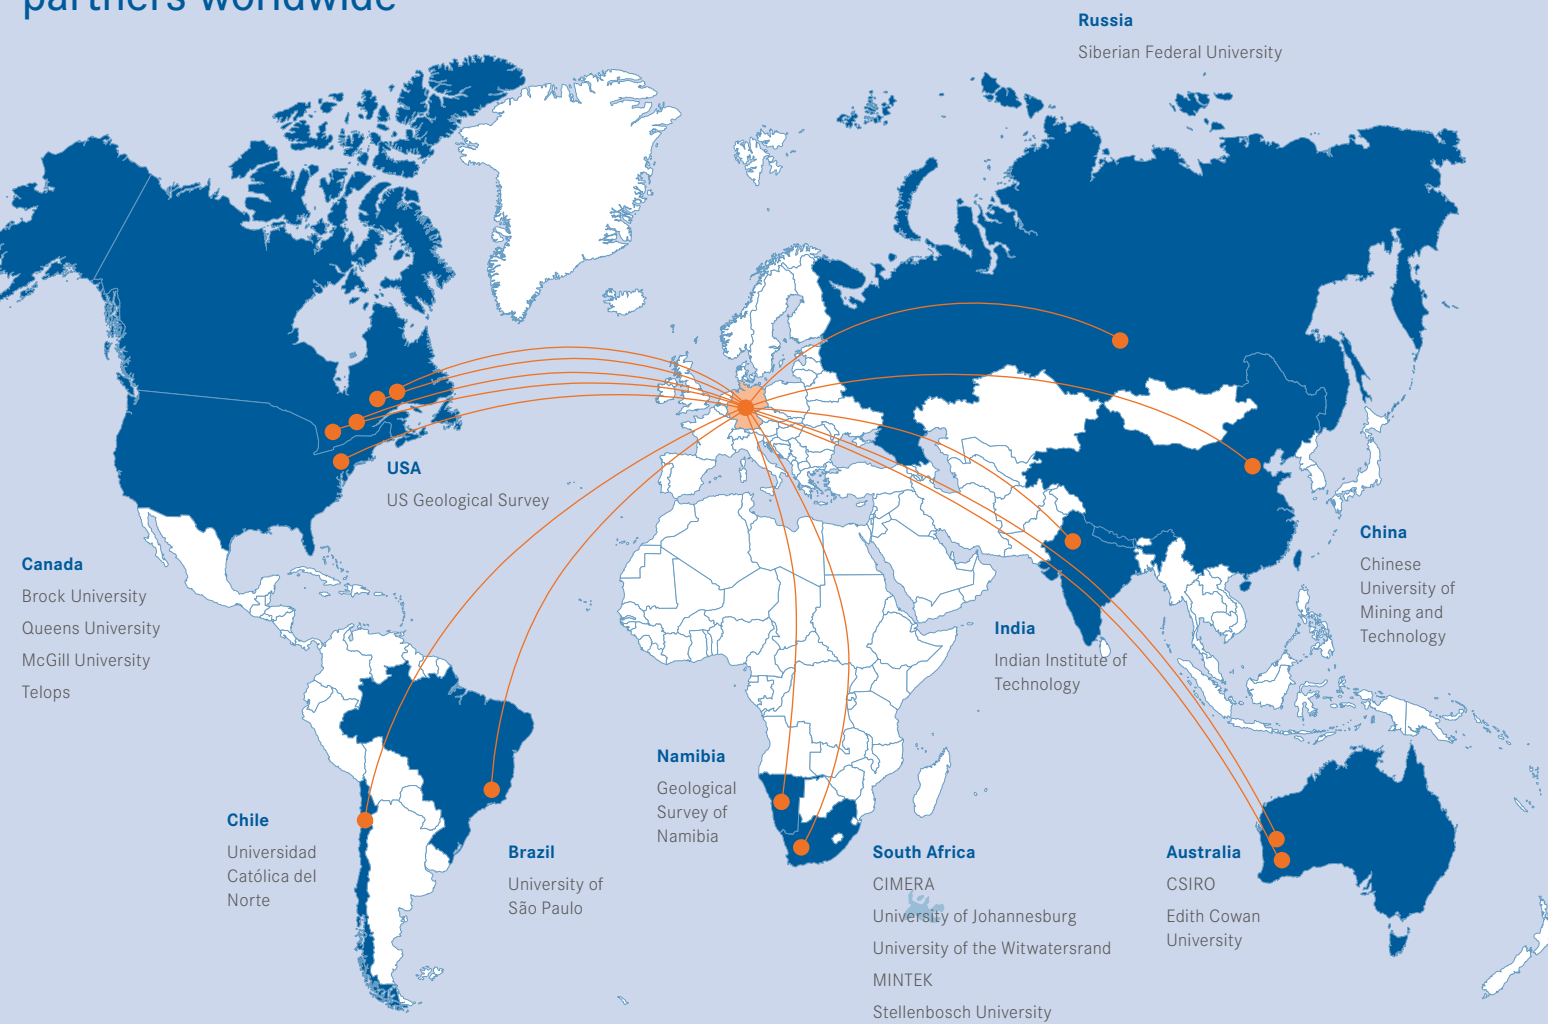 partners worldwide
Russia
Siberian Federal University
USA
US Geological Survey
Canada
Brock University
Queens University
McGill University
Telops
China
Chinese
University of
Mining and
Technology
India
Indian Institute of
Technology
Namibia
Geological
Survey of
Namibia
Chile
Universidad
Católica del
Norte
Brazil
University of
São Paulo
South Africa
CIMERA
University of Johannesburg
University of the Witwatersrand
MINTEK
Stellenbosch University
Australia
CSIRO
Edith Cowan
University